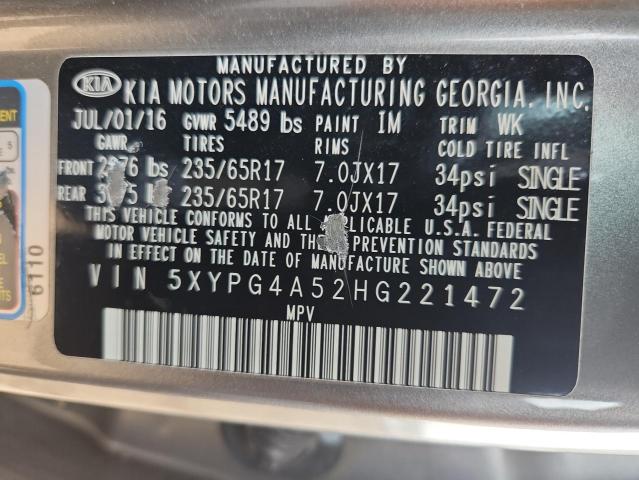 MANUFACTURED BY
KIA KIA MOTORS MANUFACTURING GEORGIA, INC.
JUL/01/16 GVWR 5489 lbs PAINT IM TRIM WK
GAWR TIRES RIMS COLD TIRE INFL
FRONT lbs 235/65R17 7.0JX17 34psi SINGLE
REAR 235/65R17 7.0JX17 34psi SINGLE
THIS VEHICLE CONFORMS TO ALL APPLICABLE U.S.A. FEDERAL
MOTOR VEHICLE SAFETY AND PREVENTION STANDARDS
IN EFFECT ON THE DATE OF MANUFACTURE SHOWN ABOVE.
VIN 5XYPG4A52HG221472
MPV
6110